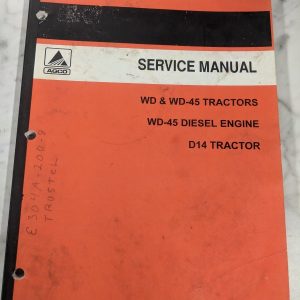 AGCO
SERVICE MANUAL
WD & WD-45 TRACTORS
WD-45 DIESEL ENGINE
D14 TRACTOR